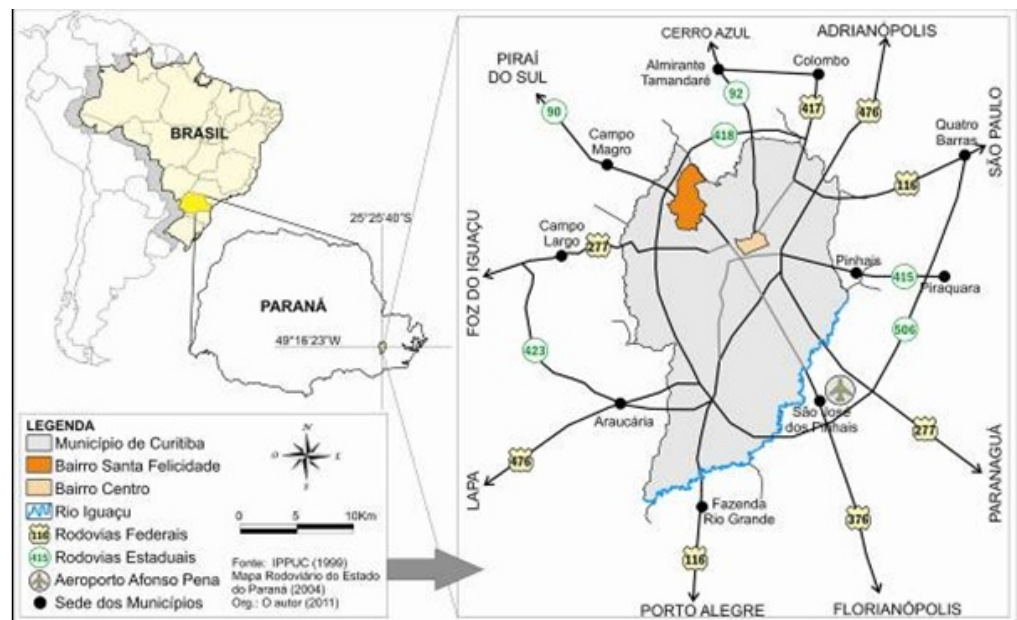 BRASIL
25°25'40"S
PARANÁ
49°16'23"W
LEGENDA
Município de Curitiba
Bairro Santa Felicidade
Bairro Centro
Rio Iguaçu
116 Rodovias Federais
415 Rodovias Estaduais
Aeroporto Afonso Pena
Sede dos Municípios
N
O
E
S
0 5 10Km
Fonte: IPPUC (1999)
Mapa Rodoviário do Estado
do Paraná (2004)
Org.: O autor (2011)
CERRO AZUL
ADRIANÓPOLIS
PIRAÍ
DO SUL
Almirante
Tamandaré
Colombo
90
92
417
476
418
Campo
Magro
Quatro
Barras
SÃO PAULO
116
Campo
Largo
277
FOZ DO IGUAÇU
Pinhais
415
Piraquara
506
423
Araucária
São José
dos Pinhais
277
476
LAPA
PARANAGUÁ
Fazenda
Rio Grande
376
116
PORTO ALEGRE
FLORIANÓPOLIS